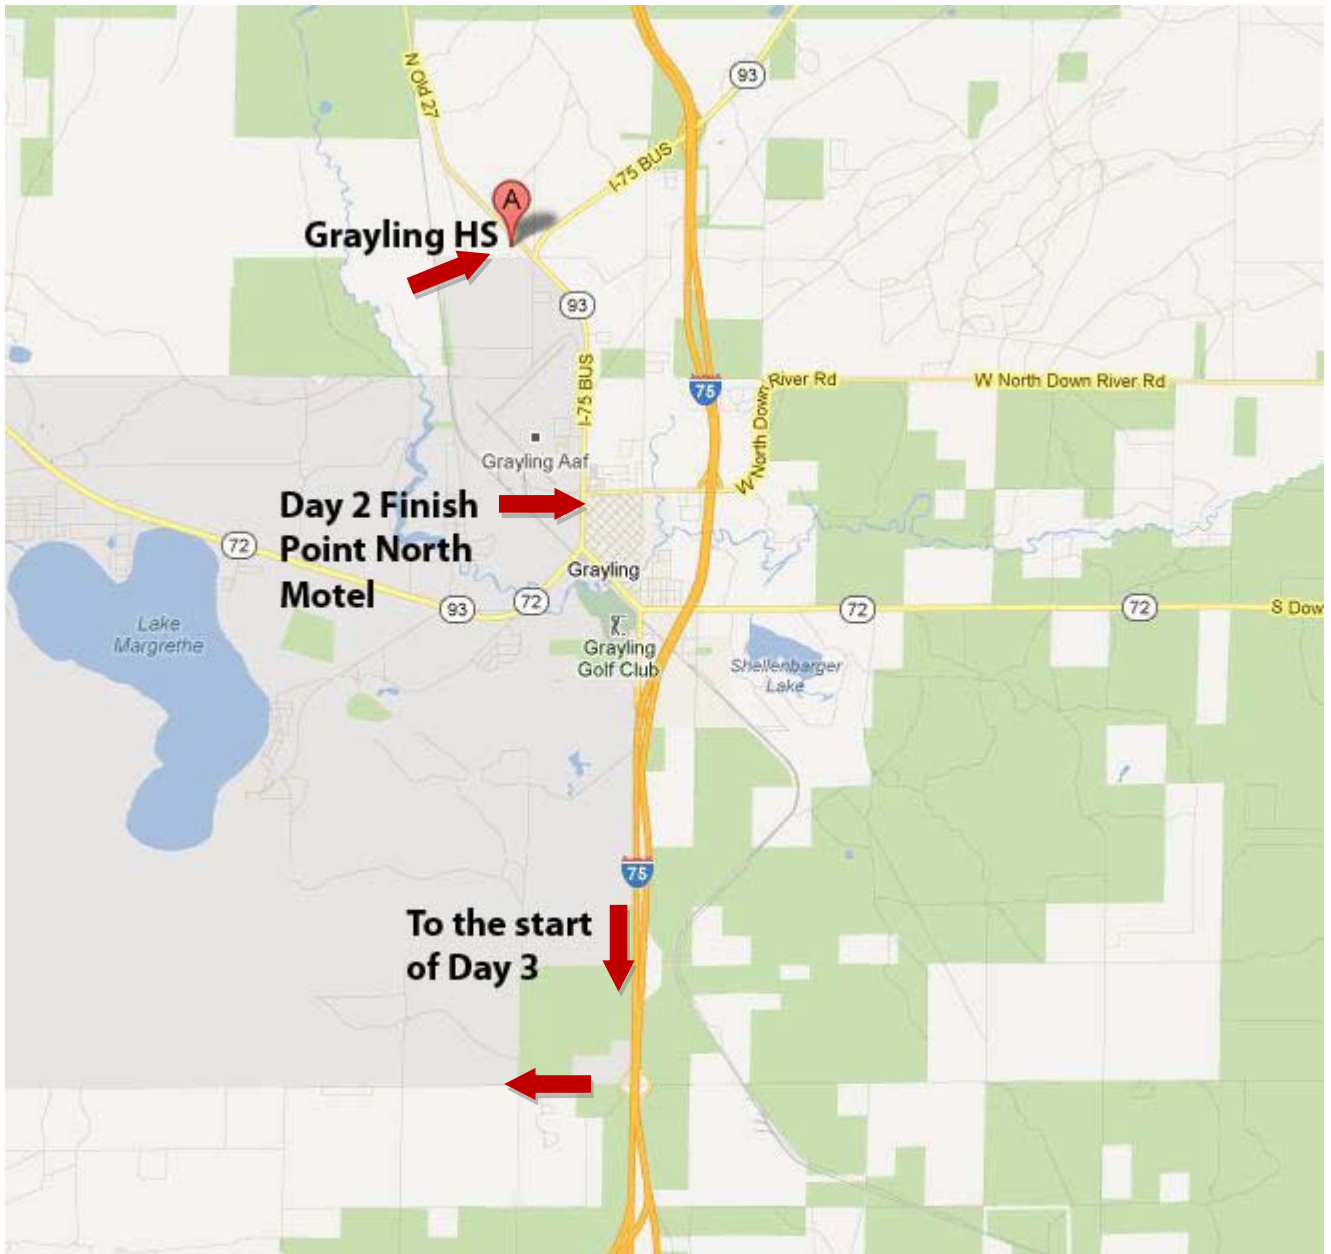 N Old 27
93
I-75 BUS
A
Grayling HS
93
I-75 BUS
75
W North Down River Rd
W North Down River Rd
Grayling Aaf
Day 2 Finish
Point North
Motel
72
Grayling
93
72
72
72
S Dow
Lake
Margrethe
Grayling
Golf Club
Shellenbarger
Lake
75
To the start
of Day 3